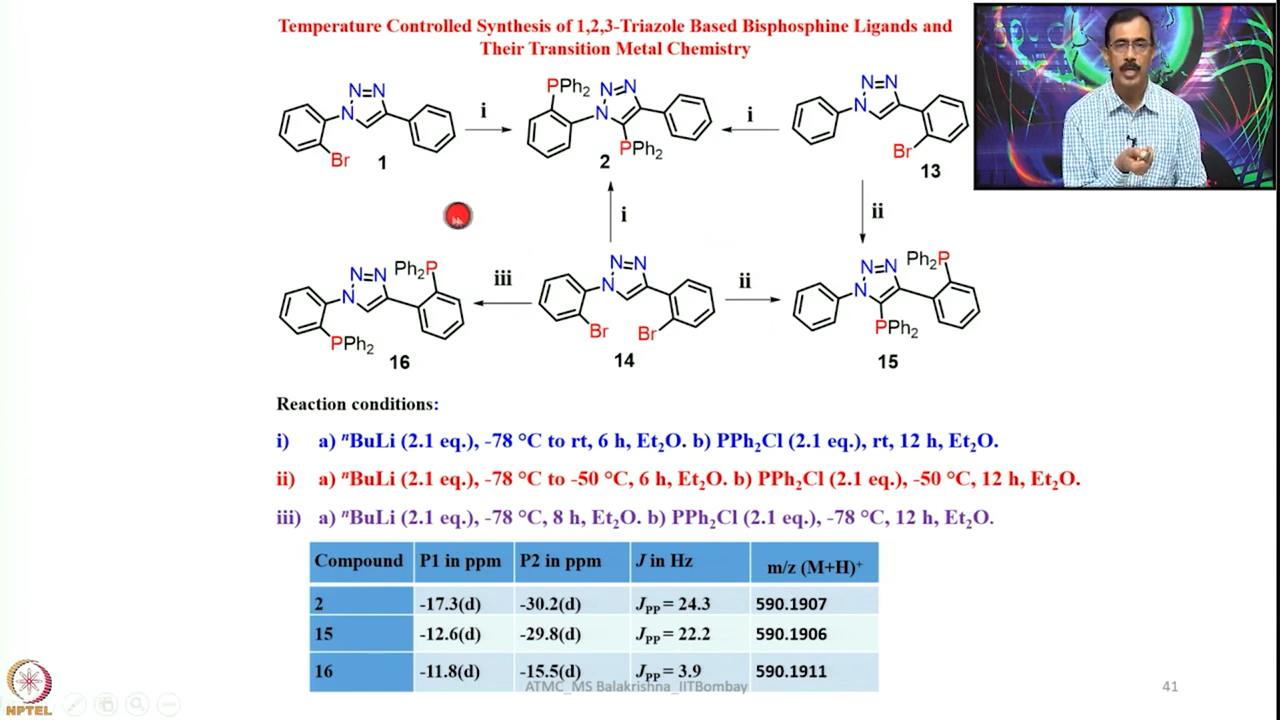 Temperature Controlled Synthesis of 1,2,3-Triazole Based Bisphosphine Ligands and
Their Transition Metal Chemistry
N N
N
Br
1
i
PPh₂
N N
N
PPh₂
2
i
N N
N
Br
13
i
ii
N N
N
Ph₂P
PPh₂
16
iii
N N
N
Br
Br
14
ii
N N
N
Ph₂P
PPh₂
15
Reaction conditions:
i) a) ⁿBuLi (2.1 eq.), -78 °C to rt, 6 h, Et₂O. b) PPh₂Cl (2.1 eq.), rt, 12 h, Et₂O.
ii) a) ⁿBuLi (2.1 eq.), -78 °C to -50 °C, 6 h, Et₂O. b) PPh₂Cl (2.1 eq.), -50 °C, 12 h, Et₂O.
iii) a) ⁿBuLi (2.1 eq.), -78 °C, 8 h, Et₂O. b) PPh₂Cl (2.1 eq.), -78 °C, 12 h, Et₂O.
Compound P1 in ppm P2 in ppm J in Hz m/z (M+H)⁺
2 -17.3(d) -30.2(d) Jₚₚ = 24.3 590.1907
15 -12.6(d) -29.8(d) Jₚₚ = 22.2 590.1906
16 -11.8(d) -15.5(d) Jₚₚ = 3.9 590.1911
ATMC_MS Balakrishna_IITBombay
41
NPTEL